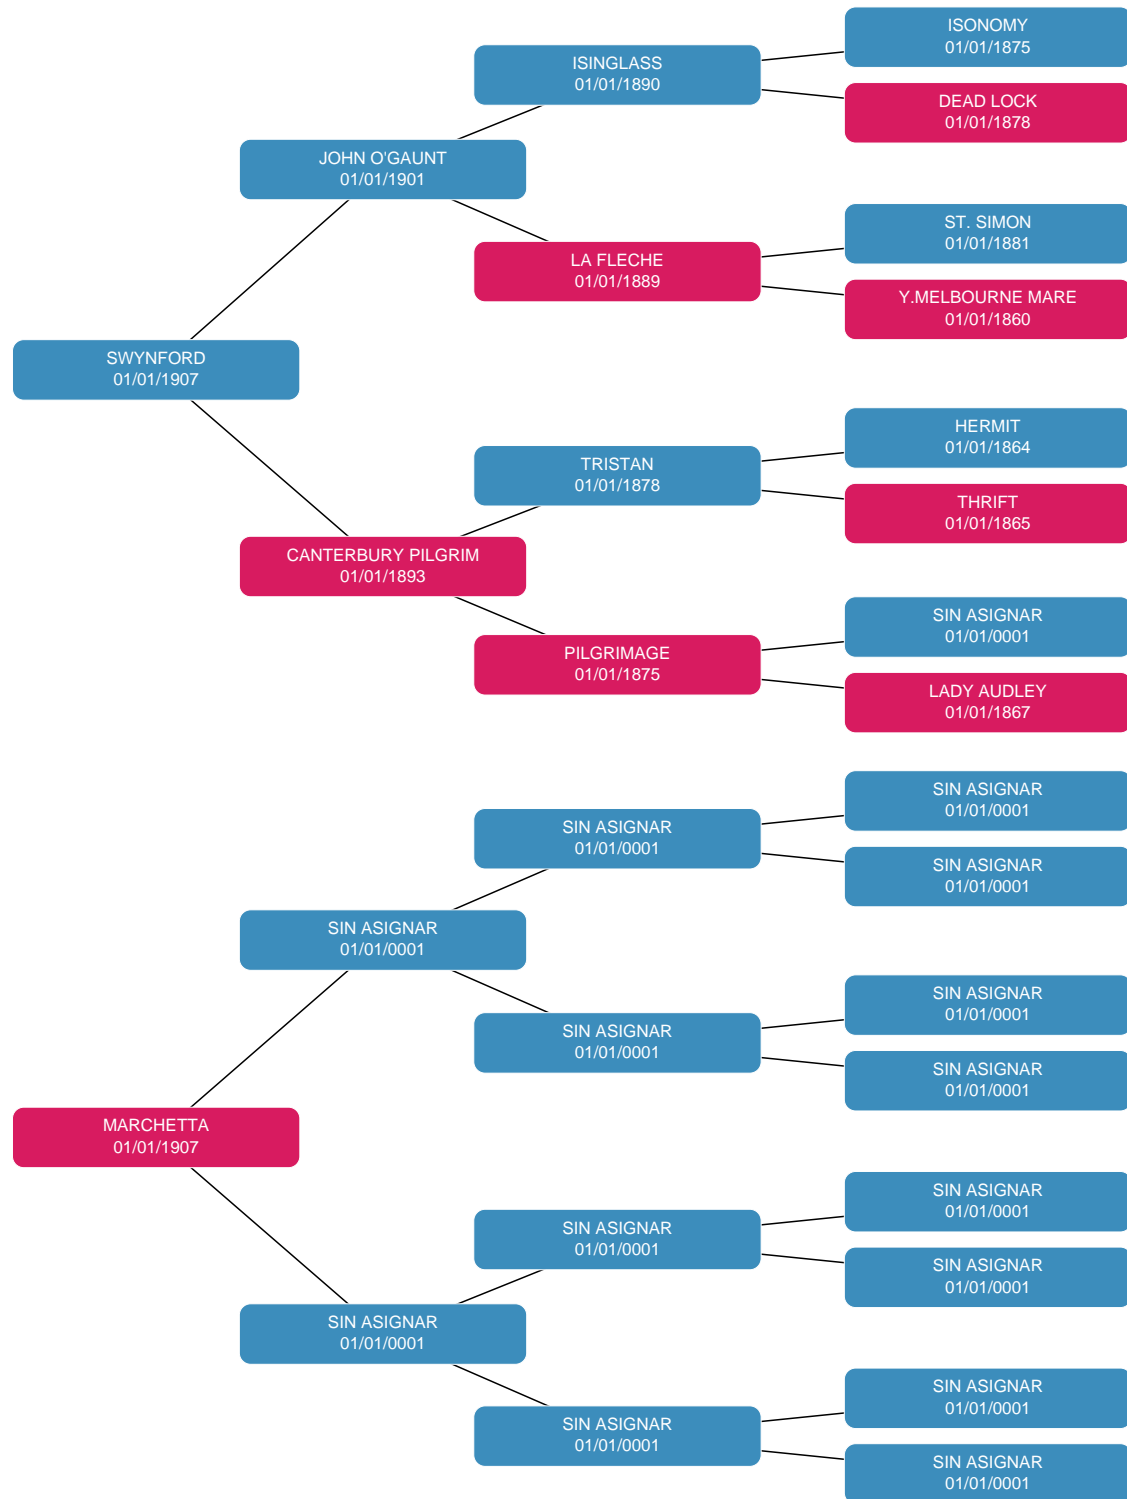 ISONOMY
01/01/1875
ISINGLASS
01/01/1890
DEAD LOCK
01/01/1878
JOHN O'GAUNT
01/01/1901
ST. SIMON
01/01/1881
LA FLECHE
01/01/1889
Y.MELBOURNE MARE
01/01/1860
SWYNFORD
01/01/1907
HERMIT
01/01/1864
TRISTAN
01/01/1878
THRIFT
01/01/1865
CANTERBURY PILGRIM
01/01/1893
SIN ASIGNAR
01/01/0001
PILGRIMAGE
01/01/1875
LADY AUDLEY
01/01/1867
SIN ASIGNAR
01/01/0001
SIN ASIGNAR
01/01/0001
SIN ASIGNAR
01/01/0001
SIN ASIGNAR
01/01/0001
SIN ASIGNAR
01/01/0001
SIN ASIGNAR
01/01/0001
SIN ASIGNAR
01/01/0001
MARCHETTA
01/01/1907
SIN ASIGNAR
01/01/0001
SIN ASIGNAR
01/01/0001
SIN ASIGNAR
01/01/0001
SIN ASIGNAR
01/01/0001
SIN ASIGNAR
01/01/0001
SIN ASIGNAR
01/01/0001
SIN ASIGNAR
01/01/0001